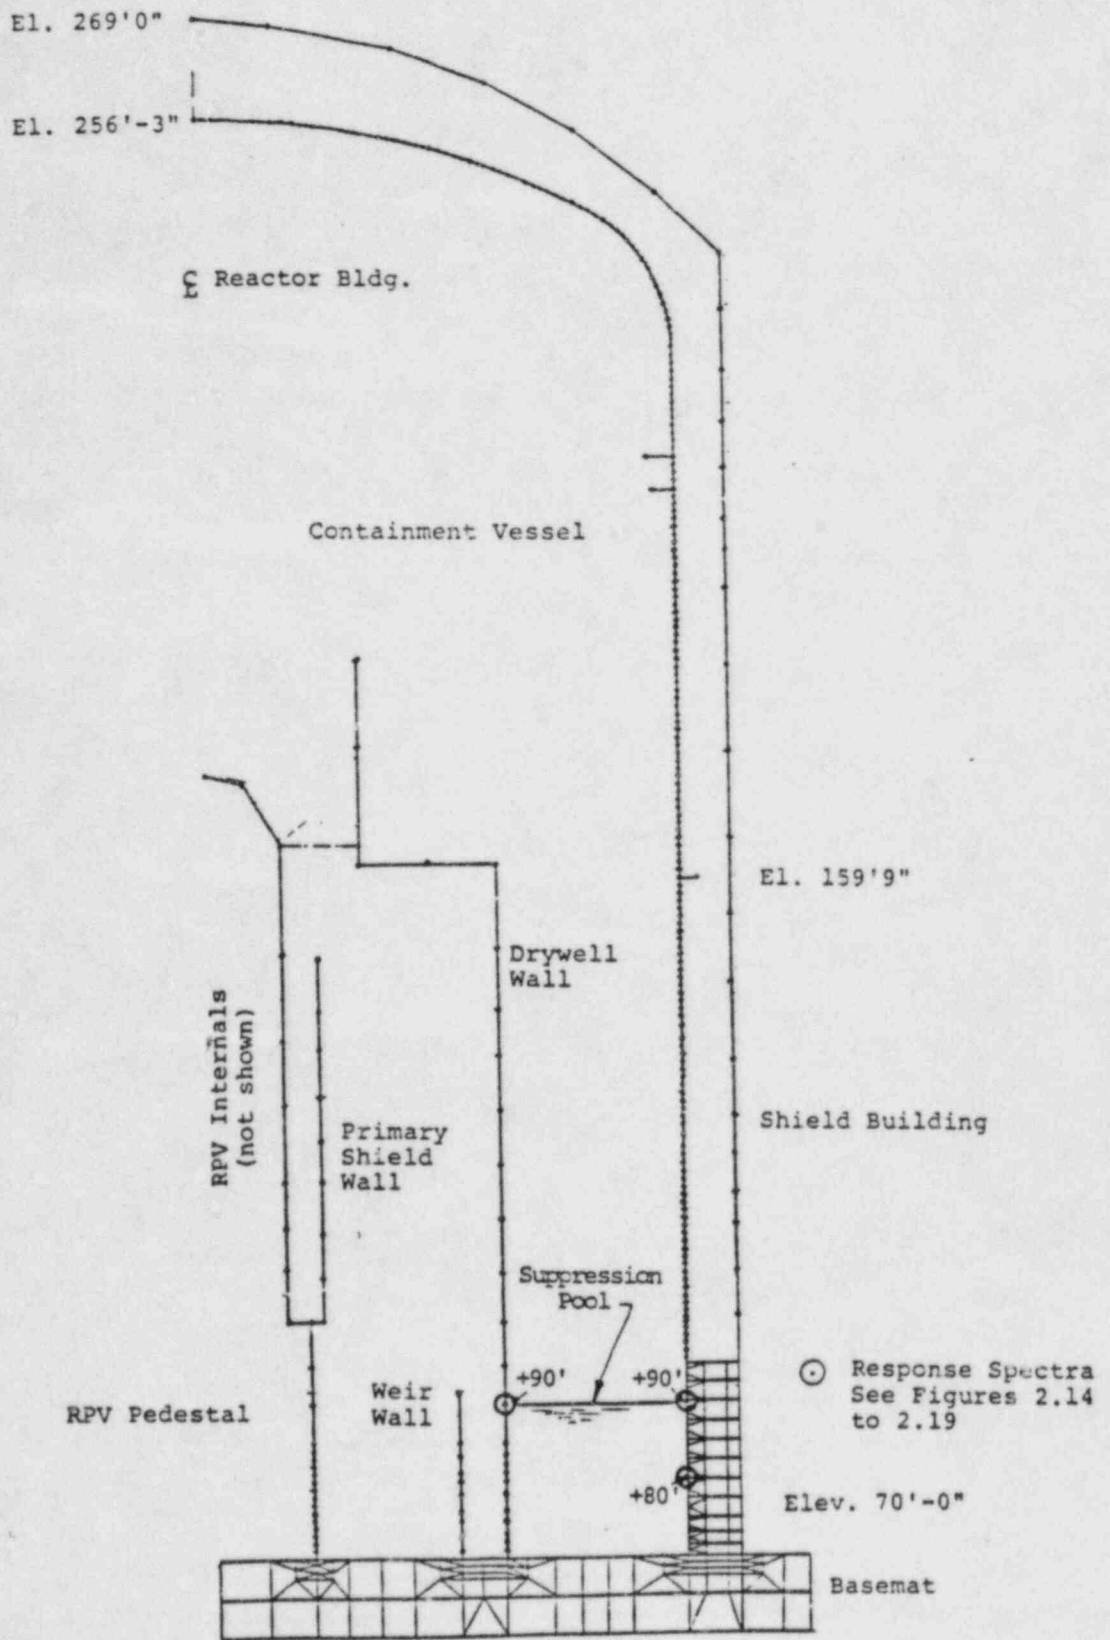 El. 269'0"
El. 256'-3"
℄ Reactor Bldg.
Containment Vessel
El. 159'9"
Drywell
Wall
RPV Internals
(not shown)
Primary
Shield
Wall
Shield Building
Suppression
Pool
+90'
+90'
Weir
Wall
RPV Pedestal
⊙ Response Spectra
See Figures 2.14
to 2.19
+80'
Elev. 70'-0"
Basemat